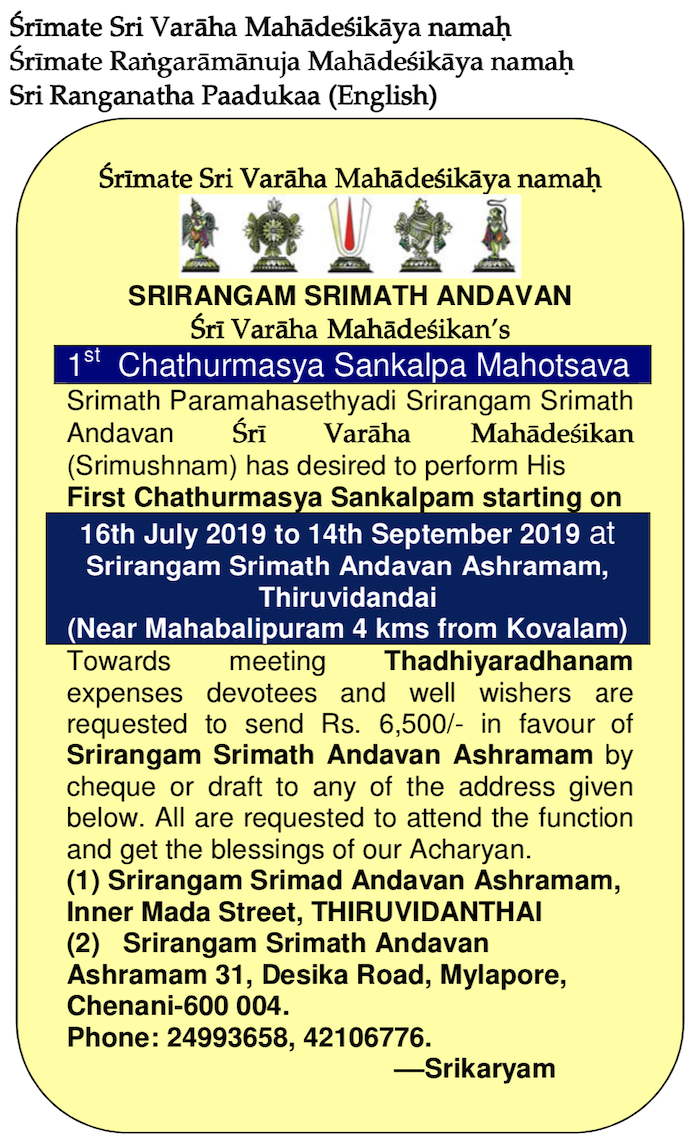 Śrīmate Sri Varāha Mahādeśikāya namaḥ
Śrīmate Raṅgarāmānuja Mahādeśikāya namaḥ
Sri Ranganatha Paadukaa (English)
Śrīmate Sri Varāha Mahādeśikāya namaḥ
SRIRANGAM SRIMATH ANDAVAN
Śrī Varāha Mahādeśikan's
1st Chathurmasya Sankalpa Mahotsava
Srimath Paramahasethyadi Srirangam Srimath
Andavan Śrī Varāha Mahādeśikan
(Srimushnam) has desired to perform His
First Chathurmasya Sankalpam starting on
16th July 2019 to 14th September 2019 at
Srirangam Srimath Andavan Ashramam,
Thiruvidandai
(Near Mahabalipuram 4 kms from Kovalam)
Towards meeting Thadhiyaradhanam
expenses devotees and well wishers are
requested to send Rs. 6,500/- in favour of
Srirangam Srimath Andavan Ashramam by
cheque or draft to any of the address given
below. All are requested to attend the function
and get the blessings of our Acharyan.
(1) Srirangam Srimad Andavan Ashramam,
Inner Mada Street, THIRUVIDANTHAI
(2) Srirangam Srimath Andavan
Ashramam 31, Desika Road, Mylapore,
Chenani-600 004.
Phone: 24993658, 42106776.
—Srikaryam